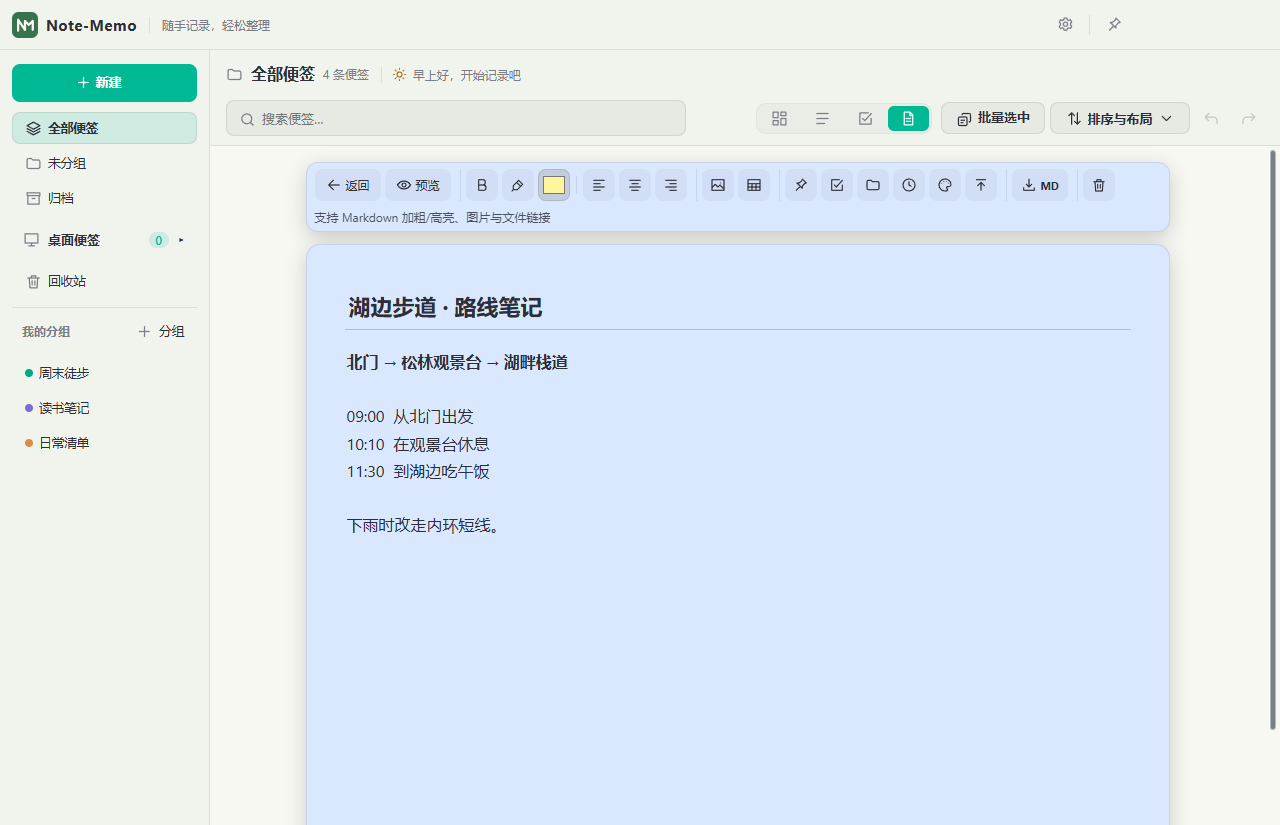 Note-Memo 随手记录，轻松整理
新建
全部便签
未分组
归档
桌面便签 0
回收站
我的分组 分组
周末徒步
读书笔记
日常清单
全部便签 4 条便签 早上好，开始记录吧
搜索便签...
批量选中 排序与布局
返回 预览 B MD
支持 Markdown 加粗/高亮、图片与文件链接
湖边步道 · 路线笔记
北门 → 松林观景台 → 湖畔栈道
09:00 从北门出发
10:10 在观景台休息
11:30 到湖边吃午饭
下雨时改走内环短线。